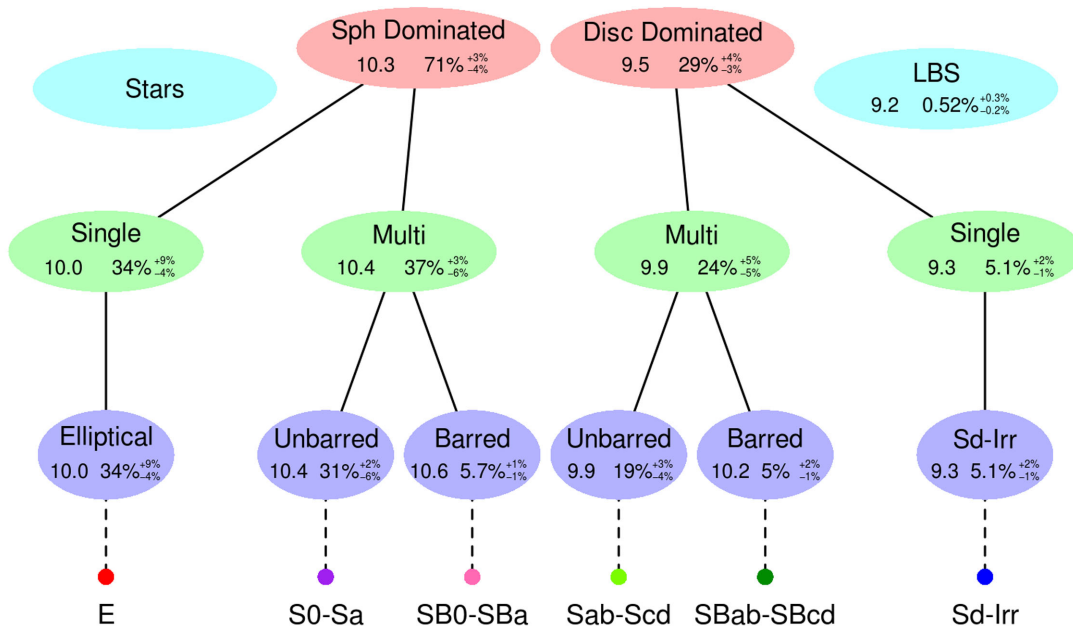 Sph Dominated
10.3 71% +3% −4%
Disc Dominated
9.5 29% +4% −3%
Stars
LBS
9.2 0.52% +0.3% −0.2%
Single
10.0 34% +9% −4%
Multi
10.4 37% +3% −6%
Multi
9.9 24% +5% −5%
Single
9.3 5.1% +2% −1%
Elliptical
10.0 34% +9% −4%
Unbarred
10.4 31% +2% −6%
Barred
10.6 5.7% +1% −1%
Unbarred
9.9 19% +3% −4%
Barred
10.2 5% +2% −1%
Sd-Irr
9.3 5.1% +2% −1%
E
S0-Sa
SB0-SBa
Sab-Scd
SBab-SBcd
Sd-Irr